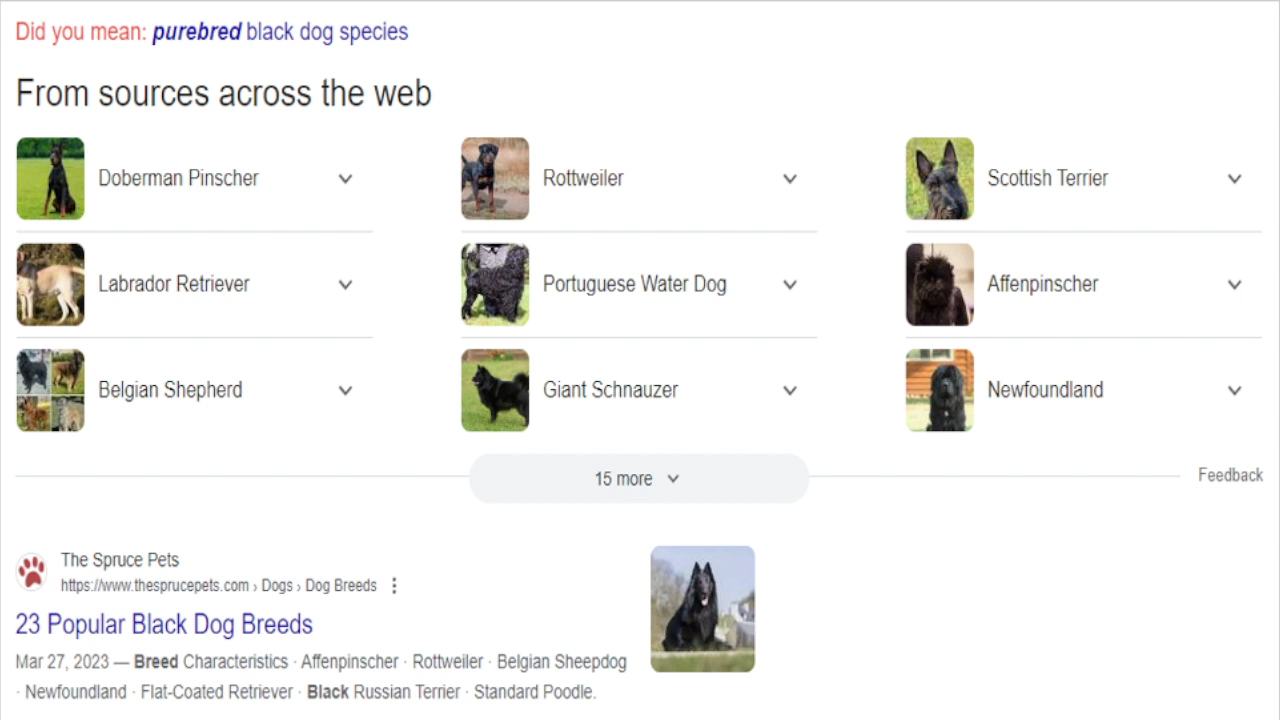 Did you mean: purebred black dog species
From sources across the web
Doberman Pinscher
Rottweiler
Scottish Terrier
Labrador Retriever
Portuguese Water Dog
Affenpinscher
Belgian Shepherd
Giant Schnauzer
Newfoundland
15 more
Feedback
The Spruce Pets
https://www.thesprucepets.com › Dogs › Dog Breeds
23 Popular Black Dog Breeds
Mar 27, 2023 — Breed Characteristics · Affenpinscher · Rottweiler · Belgian Sheepdog
· Newfoundland · Flat-Coated Retriever · Black Russian Terrier · Standard Poodle.